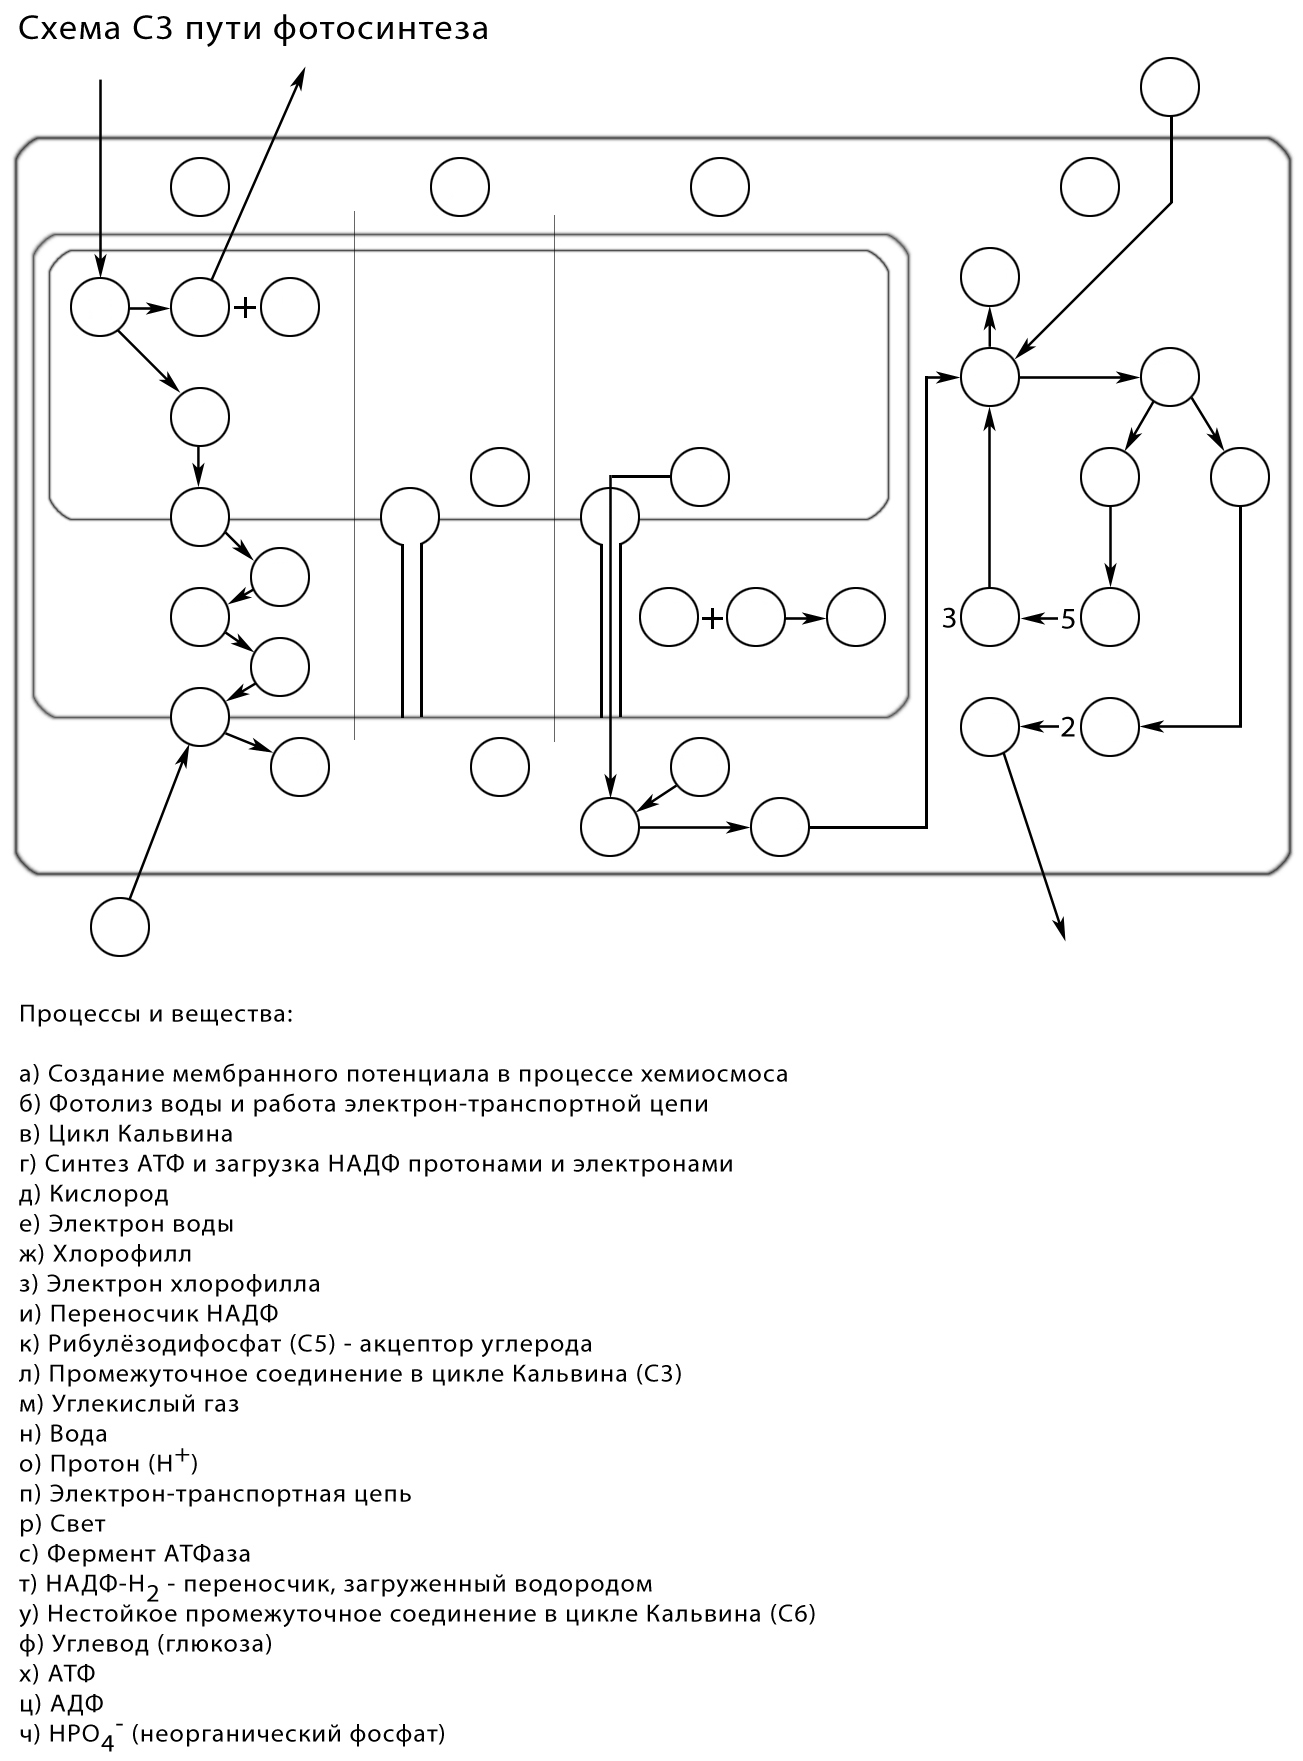 Схема С3 пути фотосинтеза
+
+
3
5
2
Процессы и вещества:
а) Создание мембранного потенциала в процессе хемиосмоса
б) Фотолиз воды и работа электрон-транспортной цепи
в) Цикл Кальвина
г) Синтез АТФ и загрузка НАДФ протонами и электронами
д) Кислород
е) Электрон воды
ж) Хлорофилл
з) Электрон хлорофилла
и) Переносчик НАДФ
к) Рибулёзодифосфат (С5) - акцептор углерода
л) Промежуточное соединение в цикле Кальвина (С3)
м) Углекислый газ
н) Вода
о) Протон (Н⁺)
п) Электрон-транспортная цепь
р) Свет
с) Фермент АТФаза
т) НАДФ-Н₂ - переносчик, загруженный водородом
у) Нестойкое промежуточное соединение в цикле Кальвина (С6)
ф) Углевод (глюкоза)
х) АТФ
ц) АДФ
ч) HPO₄⁻ (неорганический фосфат)